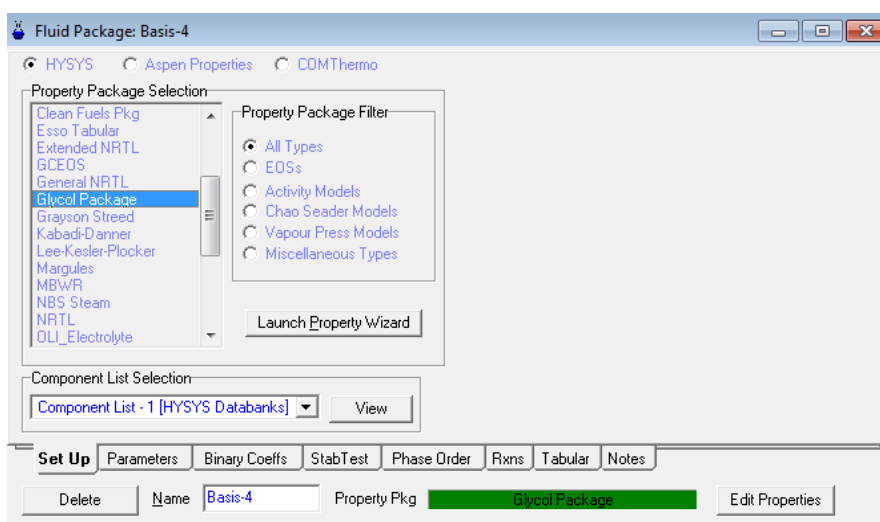 Fluid Package: Basis-4
HYSYS Aspen Properties COMThermo
Property Package Selection
Clean Fuels Pkg
Esso Tabular
Extended NRTL
GCEOS
General NRTL
Glycol Package
Grayson Streed
Kabadi-Danner
Lee-Kesler-Plocker
Margules
MBWR
NBS Steam
NRTL
OLI_Electrolyte
Property Package Filter
All Types
EOSs
Activity Models
Chao Seader Models
Vapour Press Models
Miscellaneous Types
Launch Property Wizard
Component List Selection
Component List - 1 [HYSYS Databanks] View
Set Up Parameters Binary Coeffs StabTest Phase Order Rxns Tabular Notes
Delete Name Basis-4 Property Pkg Glycol Package Edit Properties